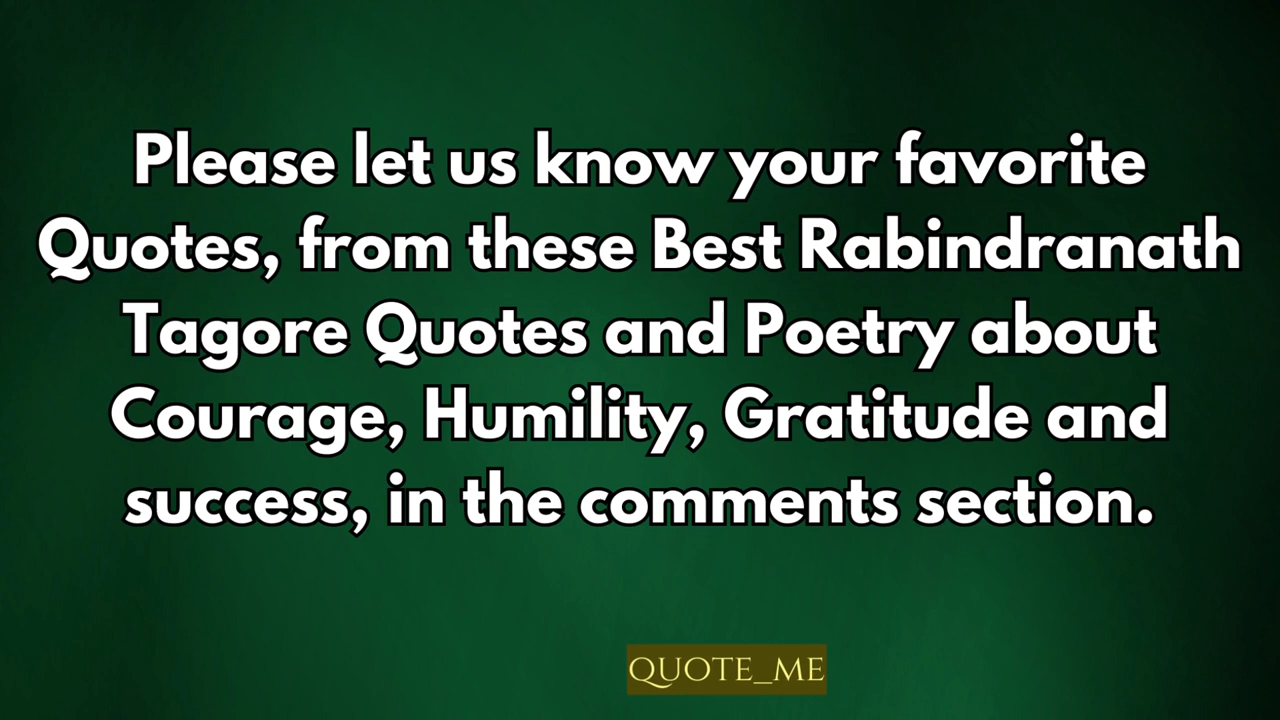 Please let us know your favorite
Quotes, from these Best Rabindranath
Tagore Quotes and Poetry about
Courage, Humility, Gratitude and
success, in the comments section.
QUOTE_ME